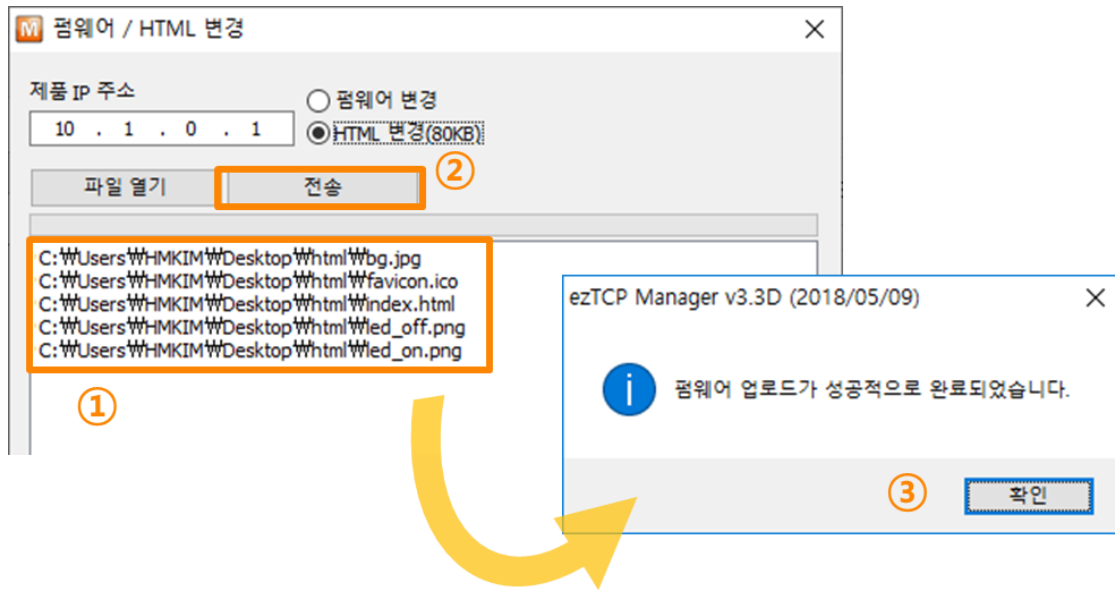 M 펌웨어 / HTML 변경
제품 IP 주소
10 . 1 . 0 . 1
펌웨어 변경
HTML 변경(80KB)
②
파일 열기
전송
C:₩Users₩HMKIM₩Desktop₩html₩bg.jpg
C:₩Users₩HMKIM₩Desktop₩html₩favicon.ico
C:₩Users₩HMKIM₩Desktop₩html₩index.html
C:₩Users₩HMKIM₩Desktop₩html₩led_off.png
C:₩Users₩HMKIM₩Desktop₩html₩led_on.png
①
ezTCP Manager v3.3D (2018/05/09)
i
펌웨어 업로드가 성공적으로 완료되었습니다.
③
확인